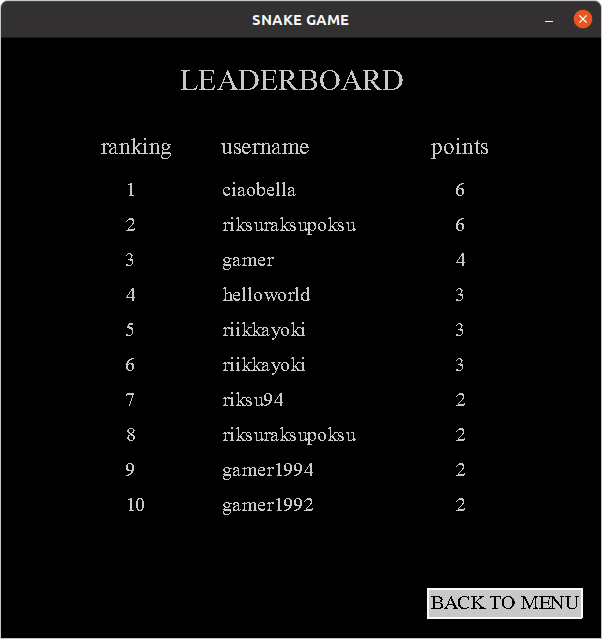 SNAKE GAME
LEADERBOARD
ranking username points
1 ciaobella 6
2 riksuraksupoksu 6
3 gamer 4
4 helloworld 3
5 riikkayoki 3
6 riikkayoki 3
7 riksu94 2
8 riksuraksupoksu 2
9 gamer1994 2
10 gamer1992 2
BACK TO MENU